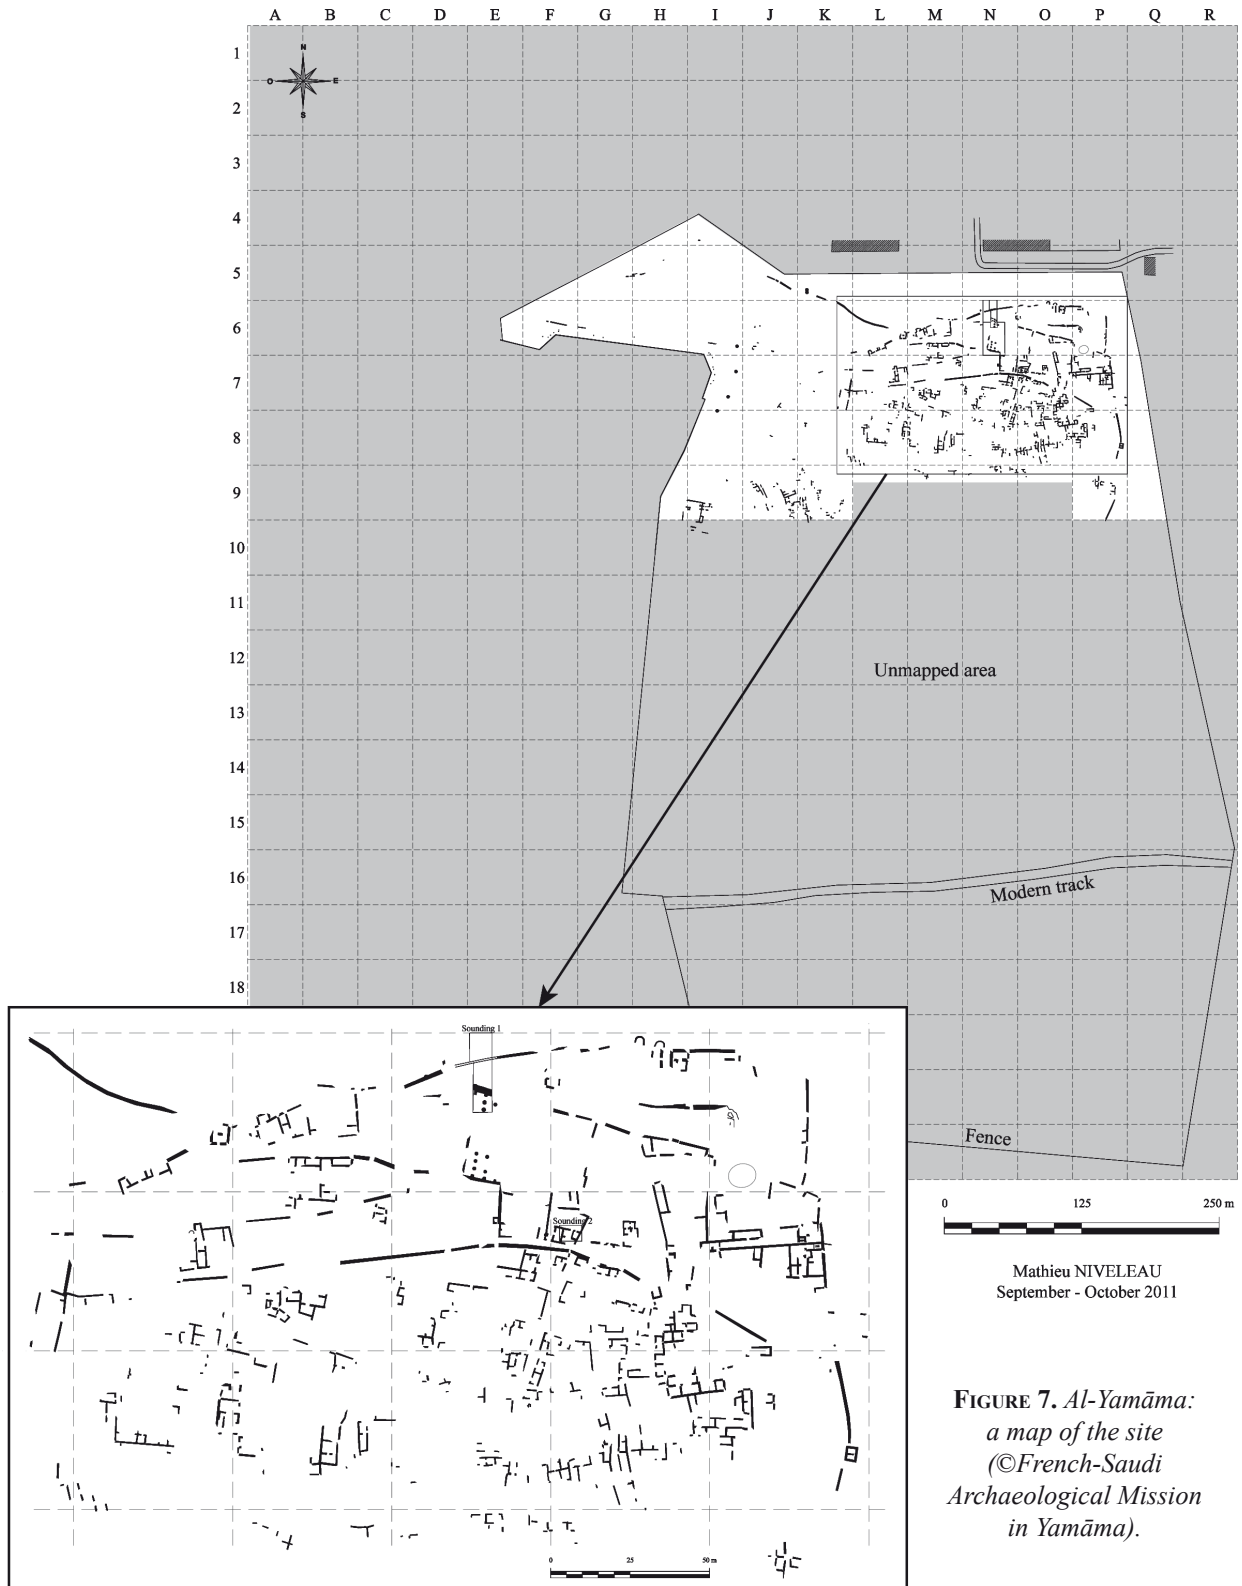 A B C D E F G H I J K L M N O P Q R
1
N
O E
S
2
3
4
5
6
7
8
9
10
11
12
Unmapped area
13
14
15
16
Modern track
17
18
Sounding 1
Sounding 2
0 25 50 m
Fence
0 125 250 m
Mathieu NIVELEAU
September - October 2011
FIGURE 7. Al-Yamāma:
a map of the site
(©French-Saudi
Archaeological Mission
in Yamāma).